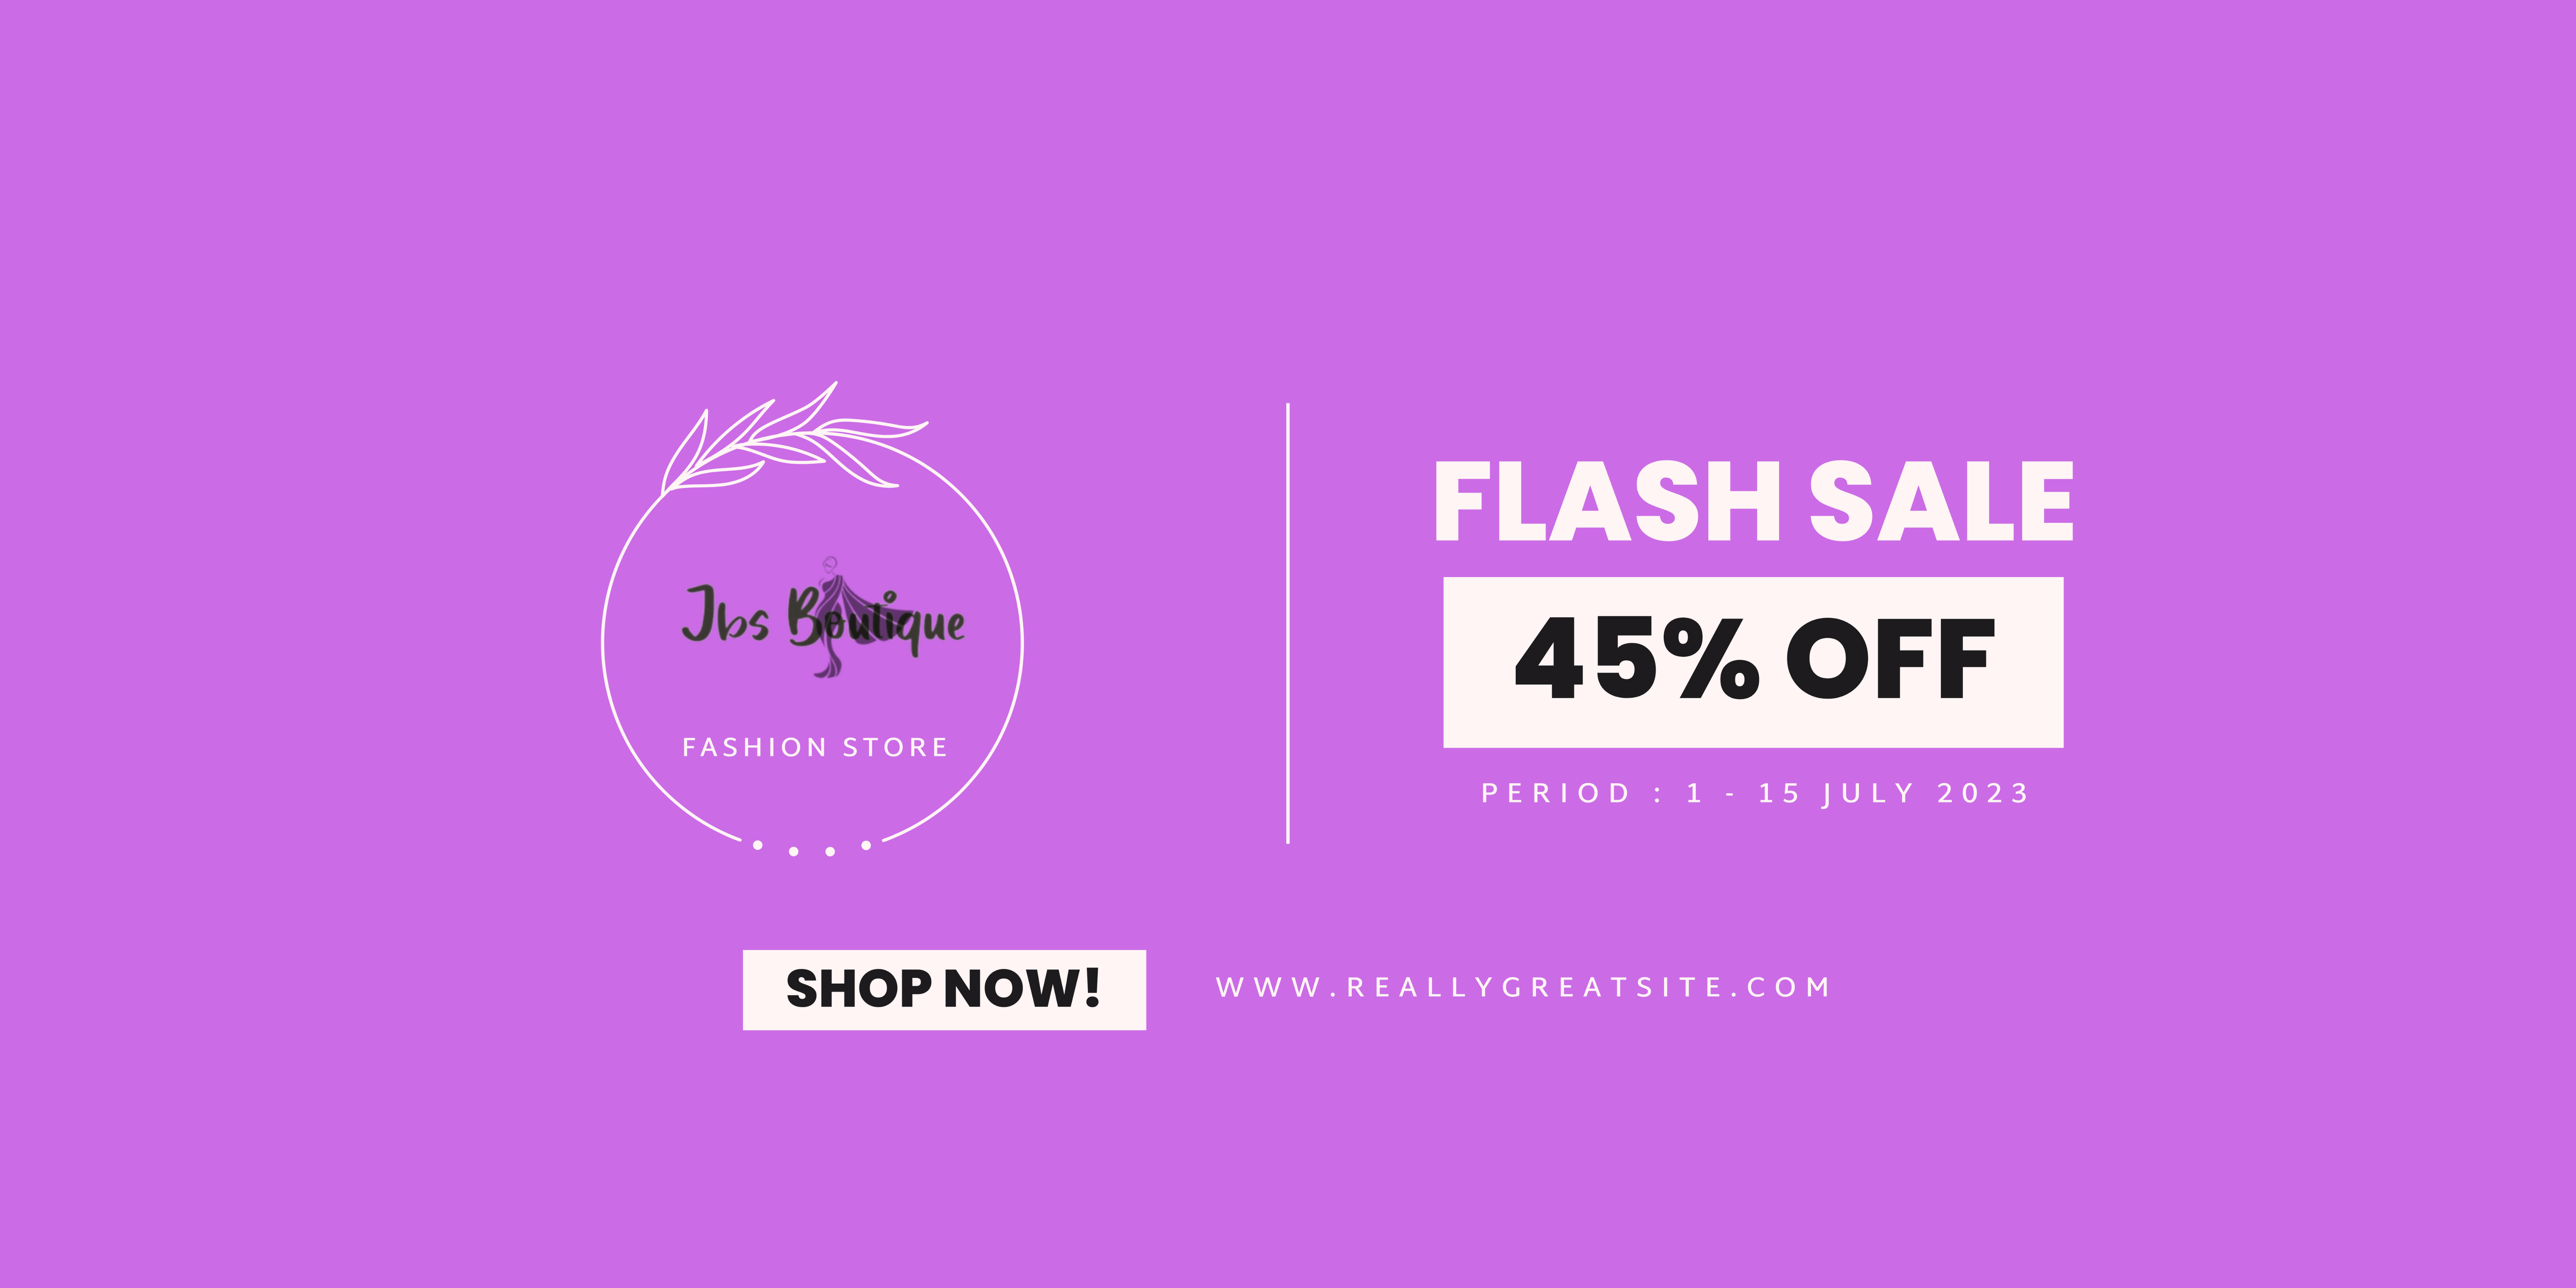 Jbs Boutique
FASHION STORE
FLASH SALE
45% OFF
PERIOD : 1 - 15 JULY 2023
SHOP NOW!
WWW.REALLYGREATSITE.COM